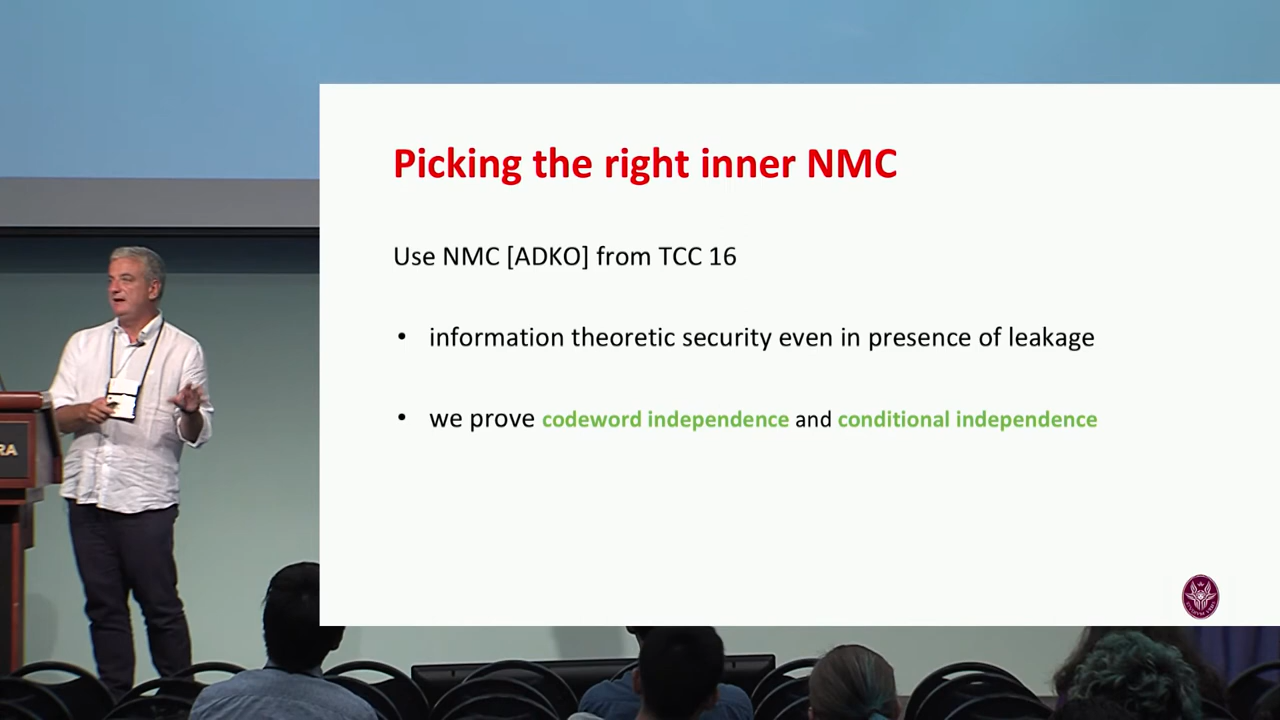 Picking the right inner NMC
Use NMC [ADKO] from TCC 16
• information theoretic security even in presence of leakage
• we prove codeword independence and conditional independence
RA